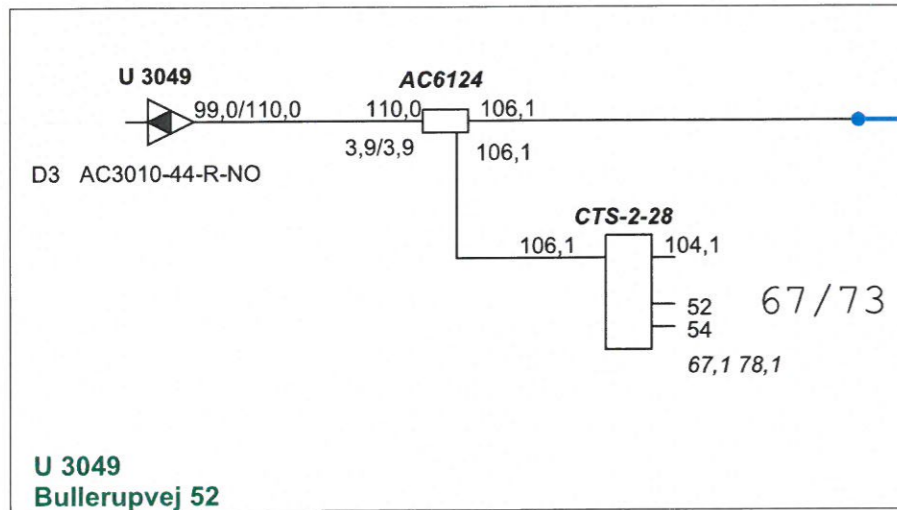 U 3049
AC6124
99,0/110,0
110,0
106,1
3,9/3,9
106,1
D3 AC3010-44-R-NO
CTS-2-28
106,1
104,1
52
67/73
54
67,1 78,1
U 3049
Bullerupvej 52